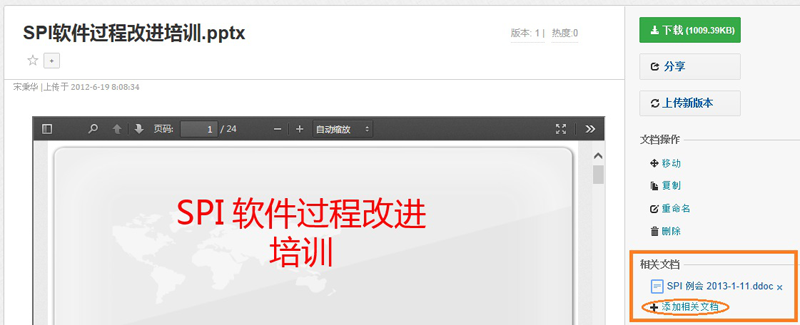 SPI软件过程改进培训.pptx
版本: 1 | 热度:0
宋秉华 |上传于 2012-6-19 8:08:34
页码: 1 / 24 自动缩放
SPI 软件过程改进
培训
下载 (1009.39KB)
分享
上传新版本
文档操作
移动
复制
重命名
删除
相关文档
SPI 例会 2013-1-11.ddoc x
添加相关文档